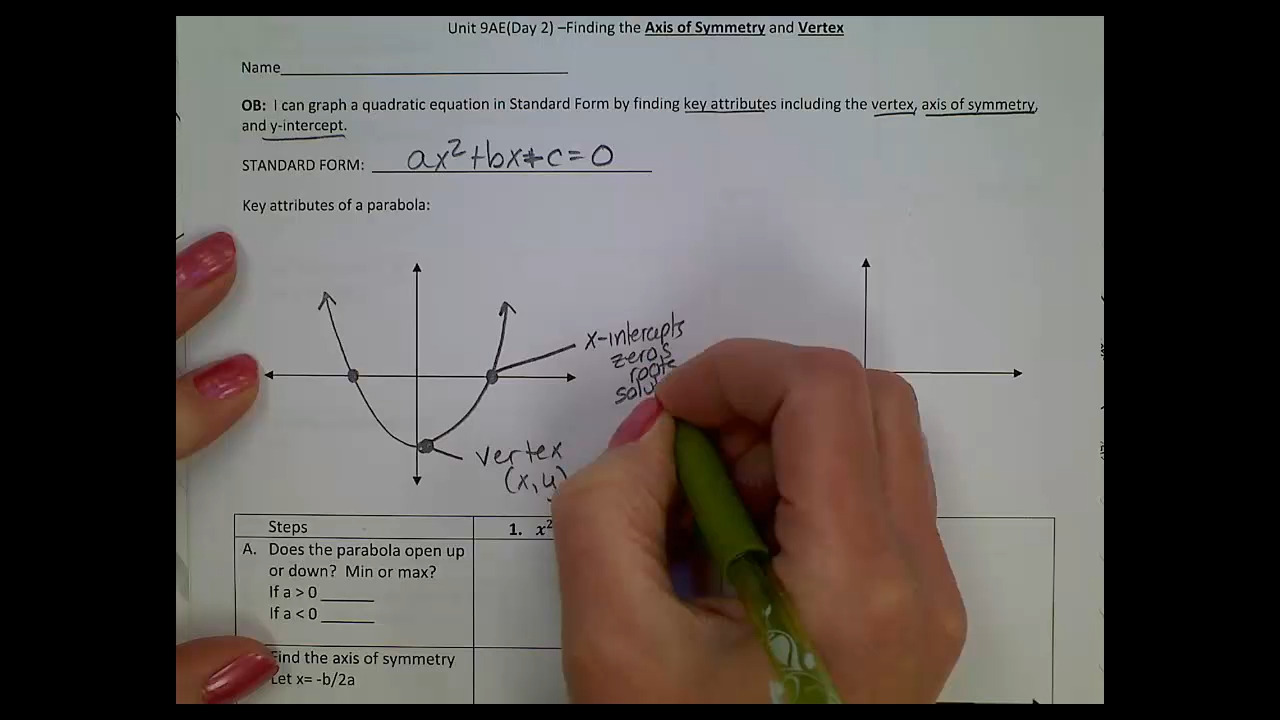 Unit 9AE(Day 2) –Finding the Axis of Symmetry and Vertex
Name
OB: I can graph a quadratic equation in Standard Form by finding key attributes including the vertex, axis of symmetry,
and y-intercept.
STANDARD FORM: ax²+bx+c=0
Key attributes of a parabola:
x-intercepts
zeros
roots
vertex
(x,y)
Steps
1. x²
A. Does the parabola open up
or down? Min or max?
If a > 0
If a < 0
Find the axis of symmetry
Let x= -b/2a